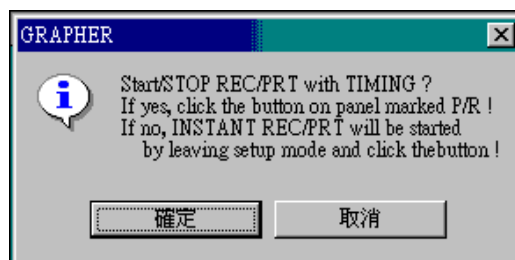 GRAPHER
Start/STOP REC/PRT with TIMING ?
If yes, click the button on panel marked P/R !
If no, INSTANT REC/PRT will be started
by leaving setup mode and click thebutton !
確定
取消